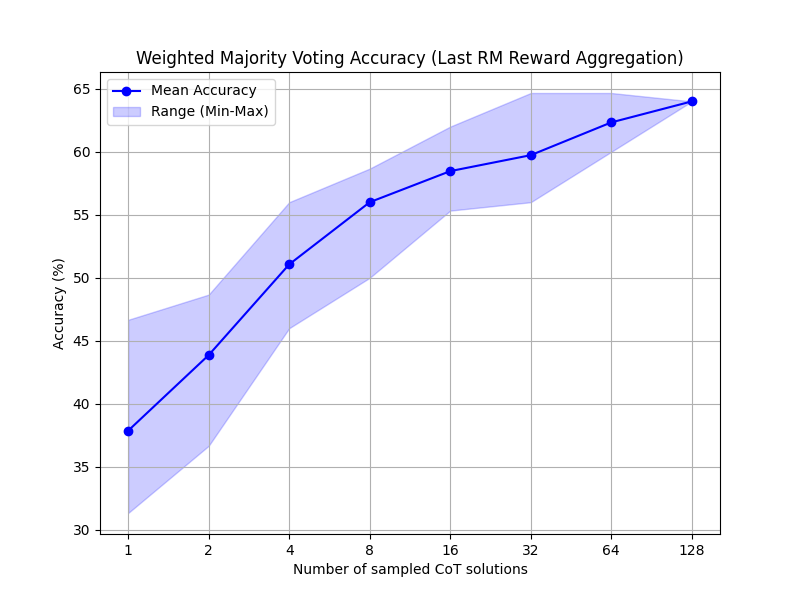 Weighted Majority Voting Accuracy (Last RM Reward Aggregation)
Mean Accuracy
Range (Min-Max)
Accuracy (%)
65
60
55
50
45
40
35
30
1 2 4 8 16 32 64 128
Number of sampled CoT solutions